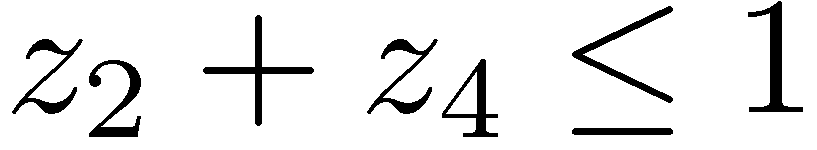 z₂ + z₄ ≤ 1